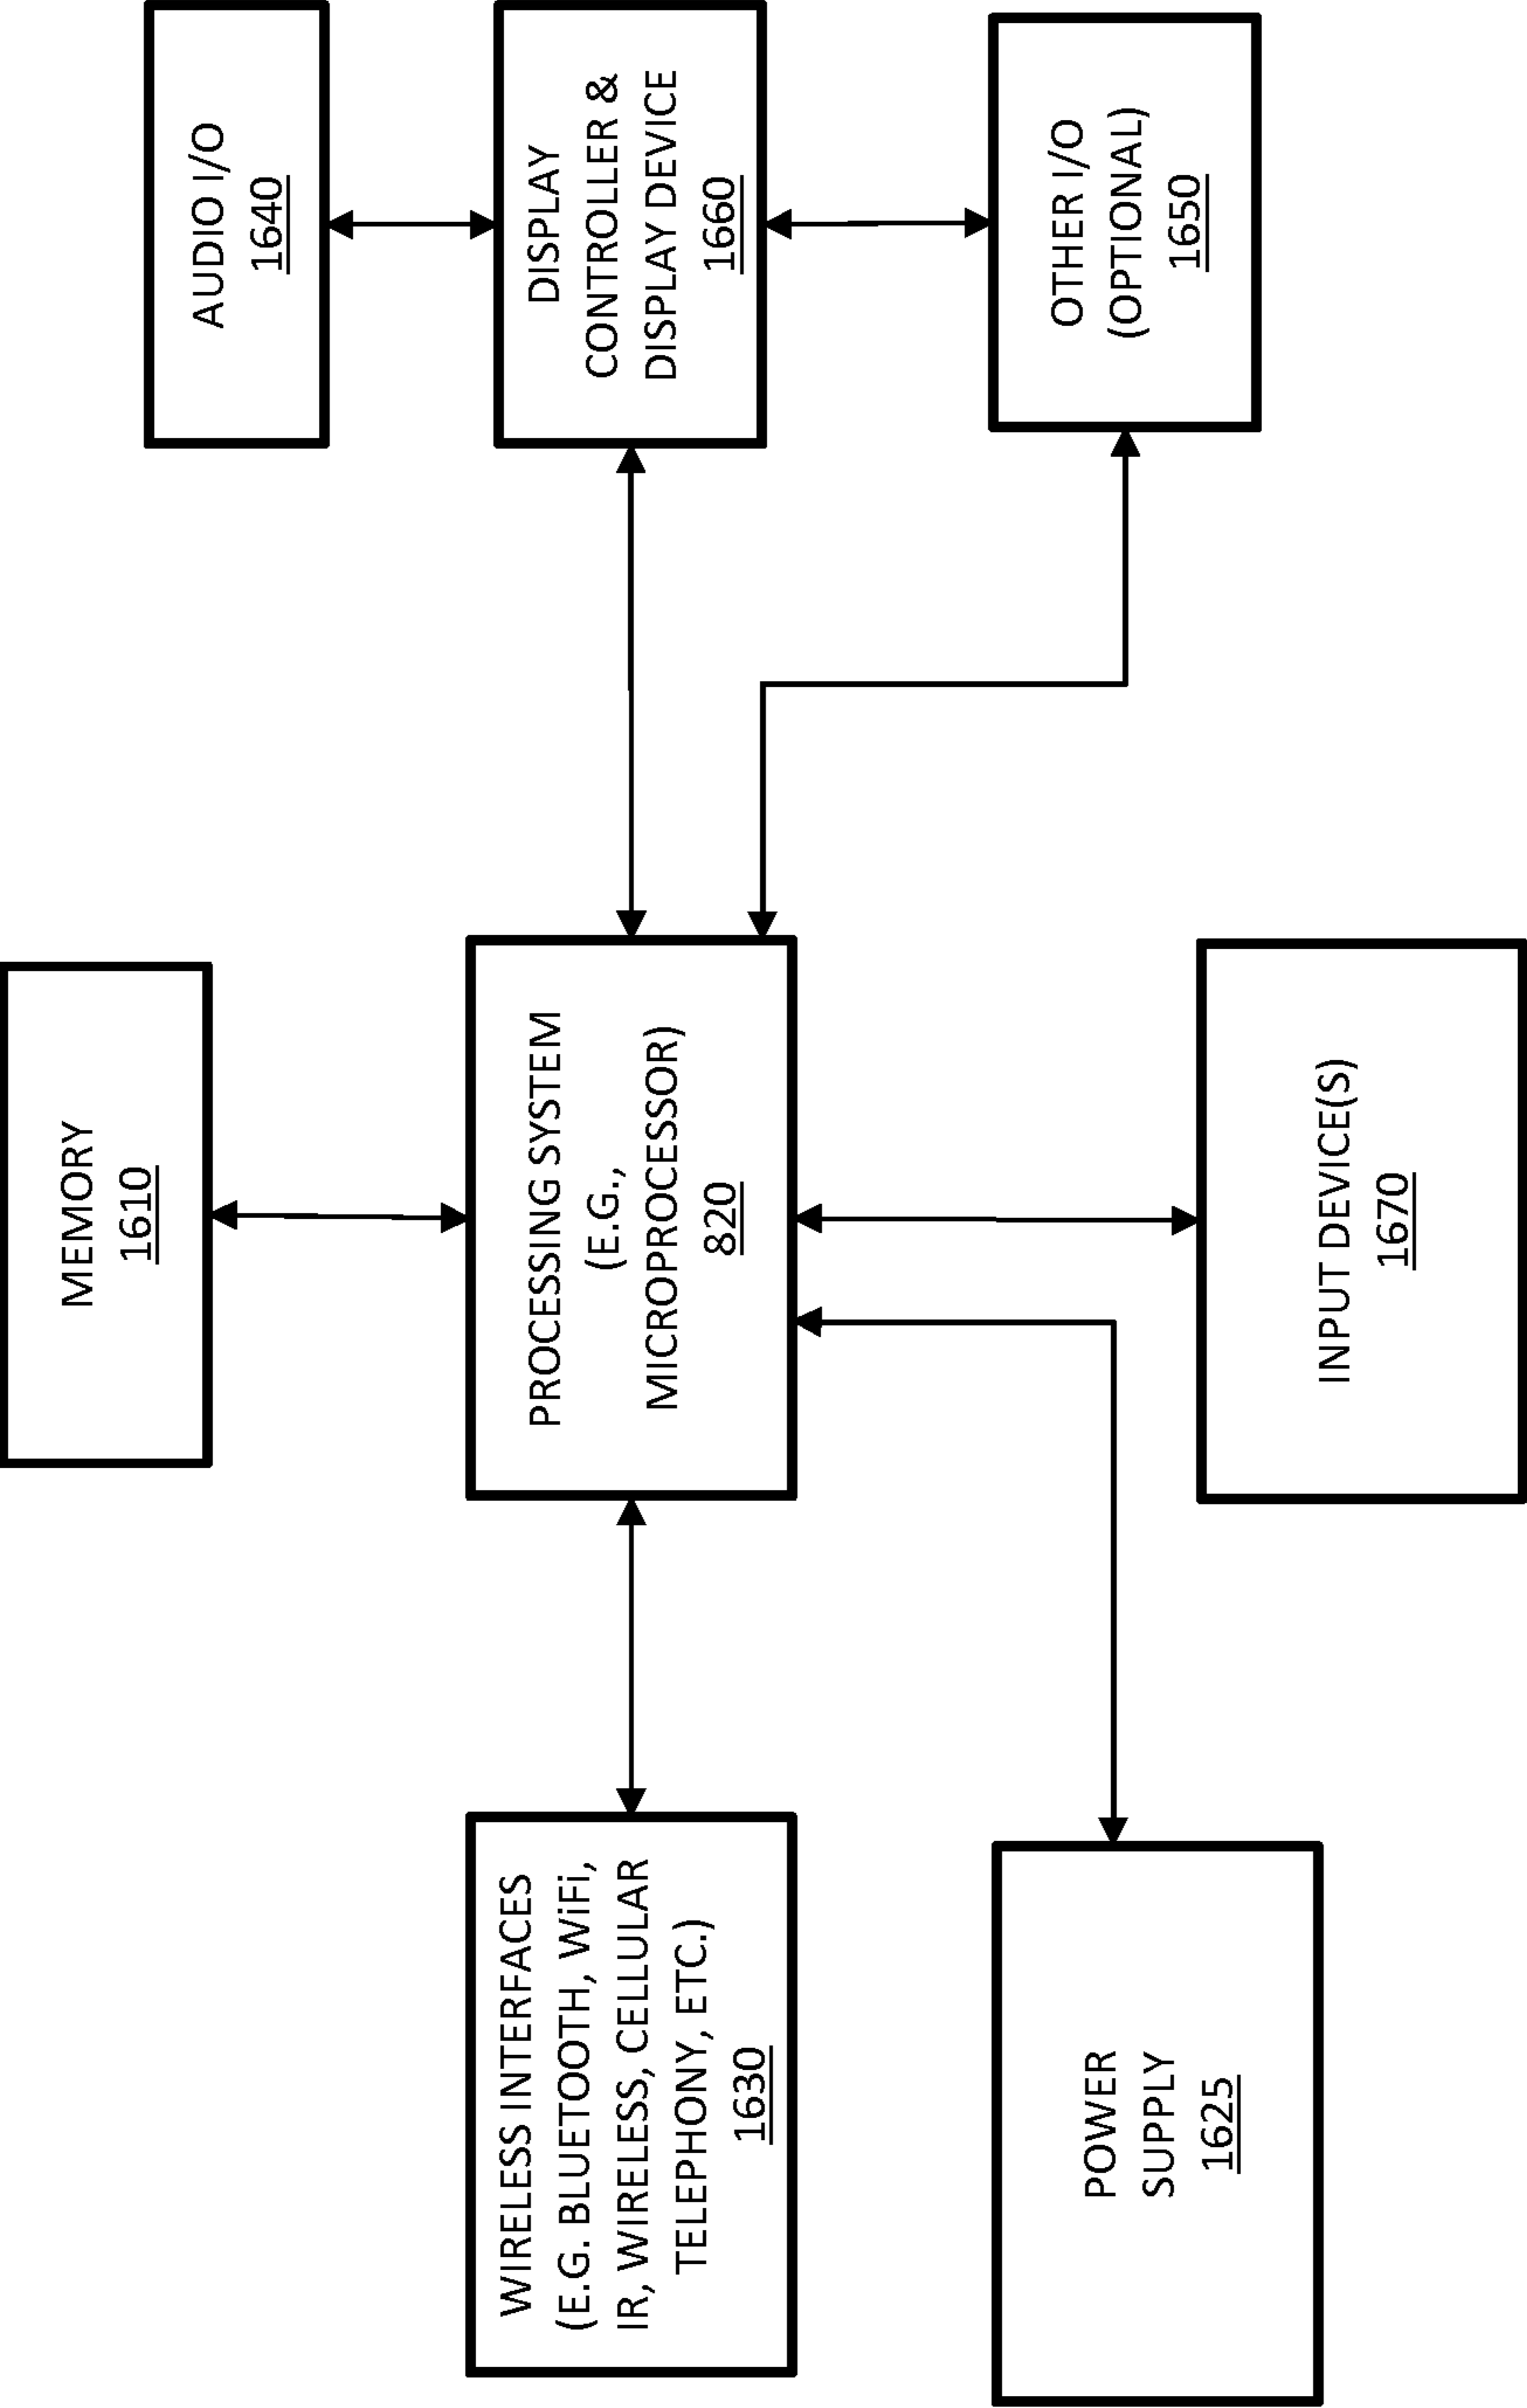 MEMORY
1610
AUDIO I/O
1640
WIRELESS INTERFACES
(E.G. BLUETOOTH, WiFi,
IR, WIRELESS, CELLULAR
TELEPHONY, ETC.)
1630
PROCESSING SYSTEM
(E.G.,
MICROPROCESSOR)
820
DISPLAY
CONTROLLER &
DISPLAY DEVICE
1660
POWER
SUPPLY
1625
INPUT DEVICE(S)
1670
OTHER I/O
(OPTIONAL)
1650